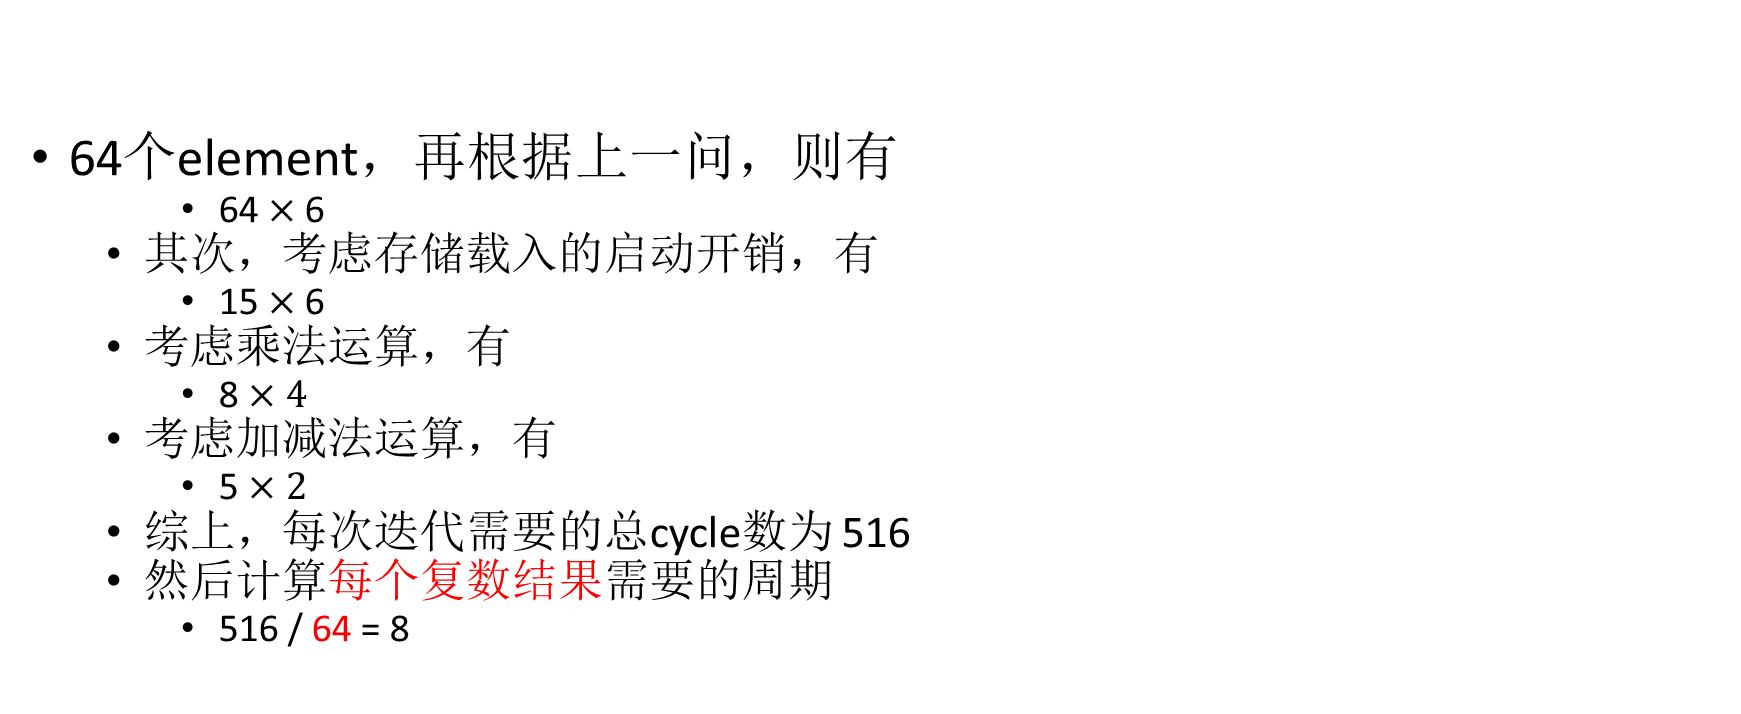 • 64个element，再根据上一问，则有
• 64 × 6
• 其次，考虑存储载入的启动开销，有
• 15 × 6
• 考虑乘法运算，有
• 8 × 4
• 考虑加减法运算，有
• 5 × 2
• 综上，每次迭代需要的总cycle数为 516
• 然后计算每个复数结果需要的周期
• 516 / 64 = 8